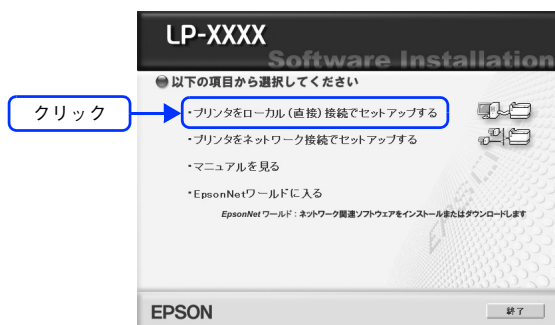 LP-XXXX
Software Installation
以下の項目から選択してください
クリック
・プリンタをローカル(直接)接続でセットアップする
・プリンタをネットワーク接続でセットアップする
・マニュアルを見る
・EpsonNetワールドに入る
EpsonNet ワールド:ネットワーク関連ソフトウェアをインストールまたはダウンロードします
EPSON
EPSON
終了